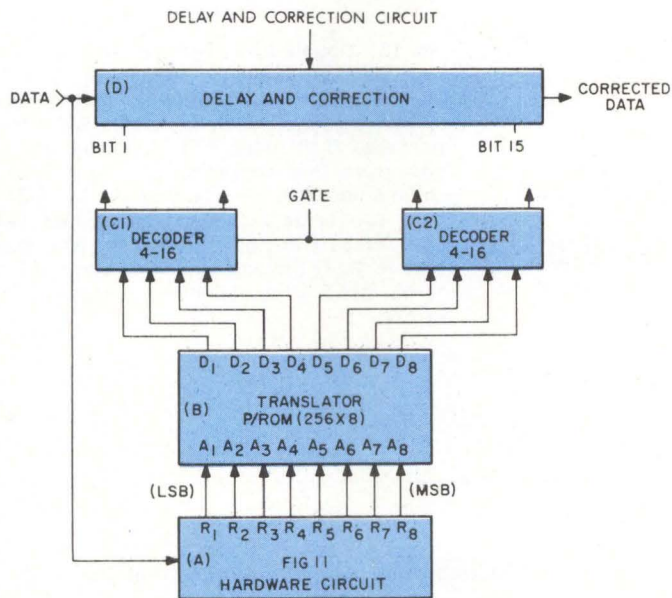 DELAY AND CORRECTION CIRCUIT
DATA
(D)
DELAY AND CORRECTION
CORRECTED
DATA
BIT 1
BIT 15
GATE
(C1)
DECODER
4-16
(C2)
DECODER
4-16
D1 D2 D3 D4 D5 D6 D7 D8
TRANSLATOR
(B)
P/ROM (256X8)
A1 A2 A3 A4 A5 A6 A7 A8
(LSB)
(MSB)
R1 R2 R3 R4 R5 R6 R7 R8
(A)
FIG 11
HARDWARE CIRCUIT